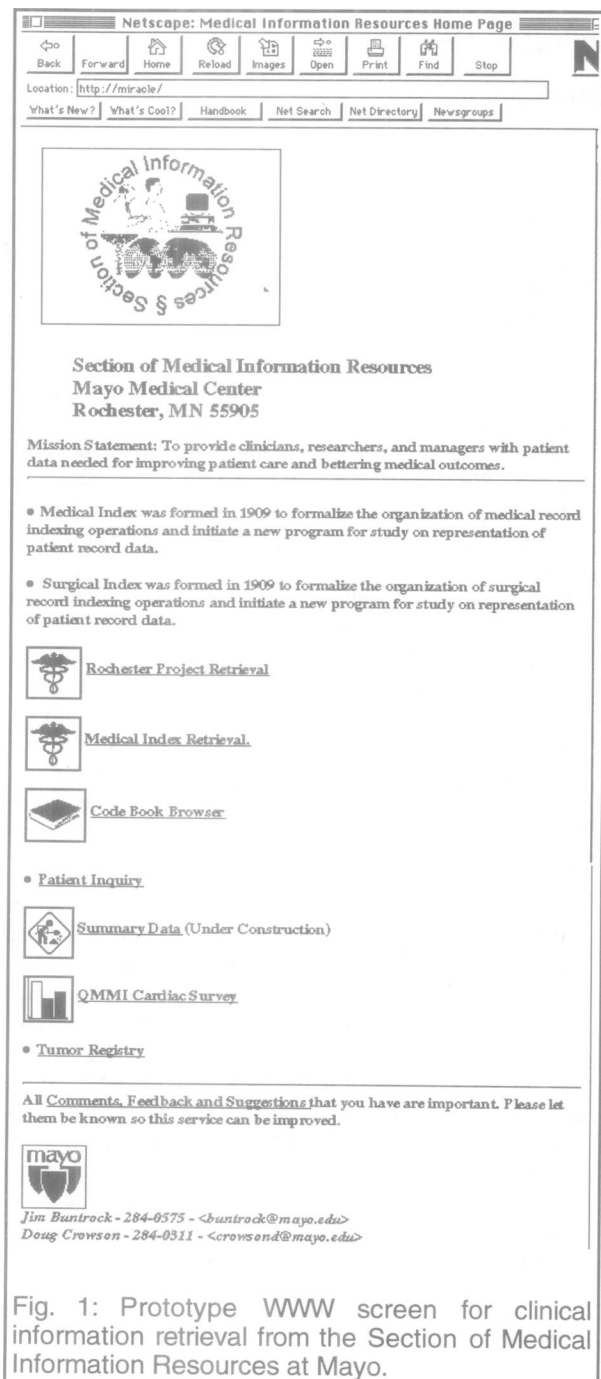 Netscape: Medical Information Resources Home Page
Back Forward Home Reload Images Open Print Find Stop
N
Location: http://miracle/
What's New? What's Cool? Handbook Net Search Net Directory Newsgroups
Section of Medical Information Resources §
Section of Medical Information Resources
Mayo Medical Center
Rochester, MN 55905
Mission Statement: To provide clinicians, researchers, and managers with patient
data needed for improving patient care and bettering medical outcomes.
• Medical Index was formed in 1909 to formalize the organization of medical record
indexing operations and initiate a new program for study on representation of
patient record data.
• Surgical Index was formed in 1909 to formalize the organization of surgical
record indexing operations and initiate a new program for study on representation
of patient record data.
Rochester Project Retrieval
Medical Index Retrieval.
Code Book Browser
• Patient Inquiry
Summary Data (Under Construction)
QMMI Cardiac Survey
• Tumor Registry
All Comments, Feedback and Suggestions that you have are important. Please let
them be known so this service can be improved.
mayo
Jim Buntrock - 284-0575 - <buntrock@mayo.edu>
Doug Crowson - 284-0311 - <crowsond@mayo.edu>
Fig. 1: Prototype WWW screen for clinical
information retrieval from the Section of Medical
Information Resources at Mayo.